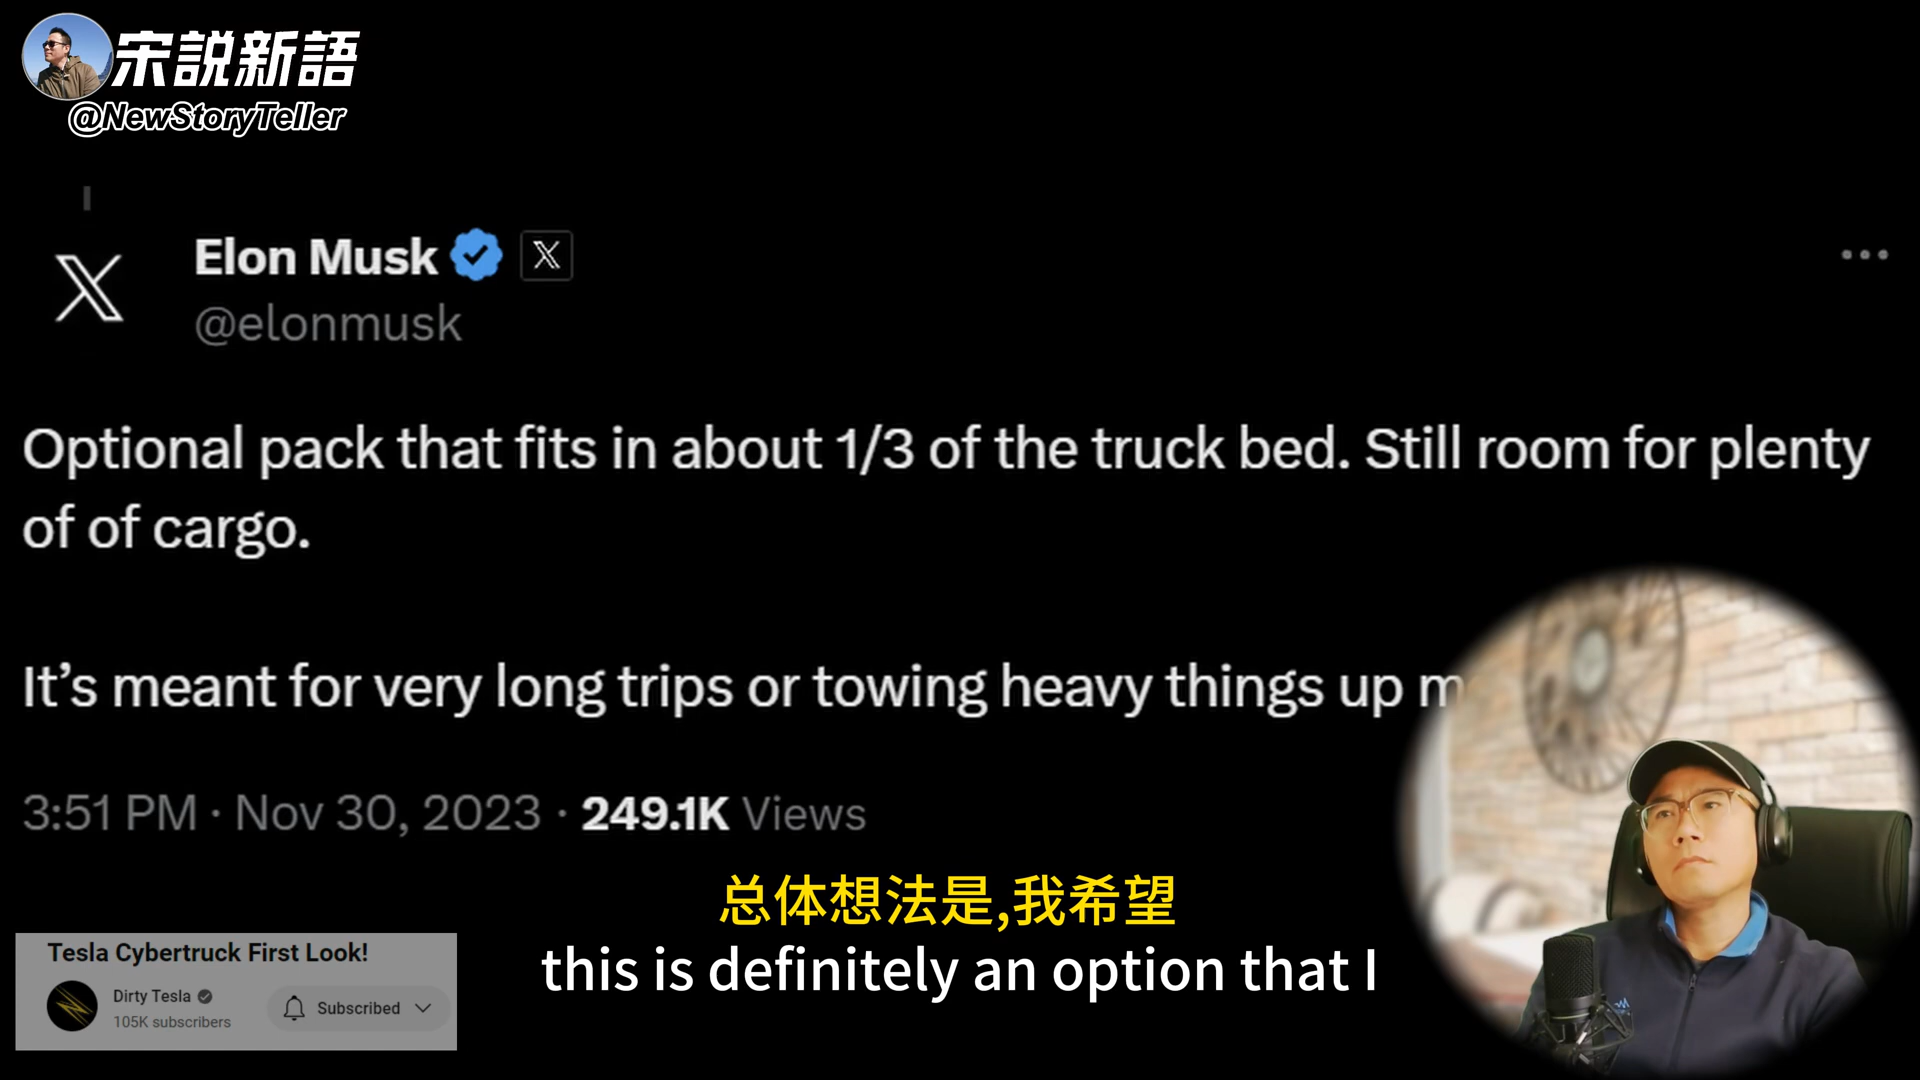 宋説新語
@NewStoryTeller
Elon Musk
@elonmusk
Optional pack that fits in about 1/3 of the truck bed. Still room for plenty
of of cargo.
It’s meant for very long trips or towing heavy things up m
3:51 PM · Nov 30, 2023 · 249.1K Views
总体想法是,我希望
this is definitely an option that I
Tesla Cybertruck First Look!
Dirty Tesla
105K subscribers
Subscribed